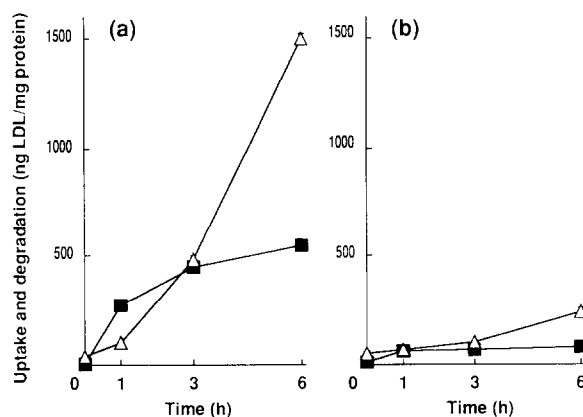 Uptake and degradation (ng LDL/mg protein)
(a)
1500
1000
500
0
1
3
6
Time (h)
(b)
1500
1000
500
0
1
3
6
Time (h)